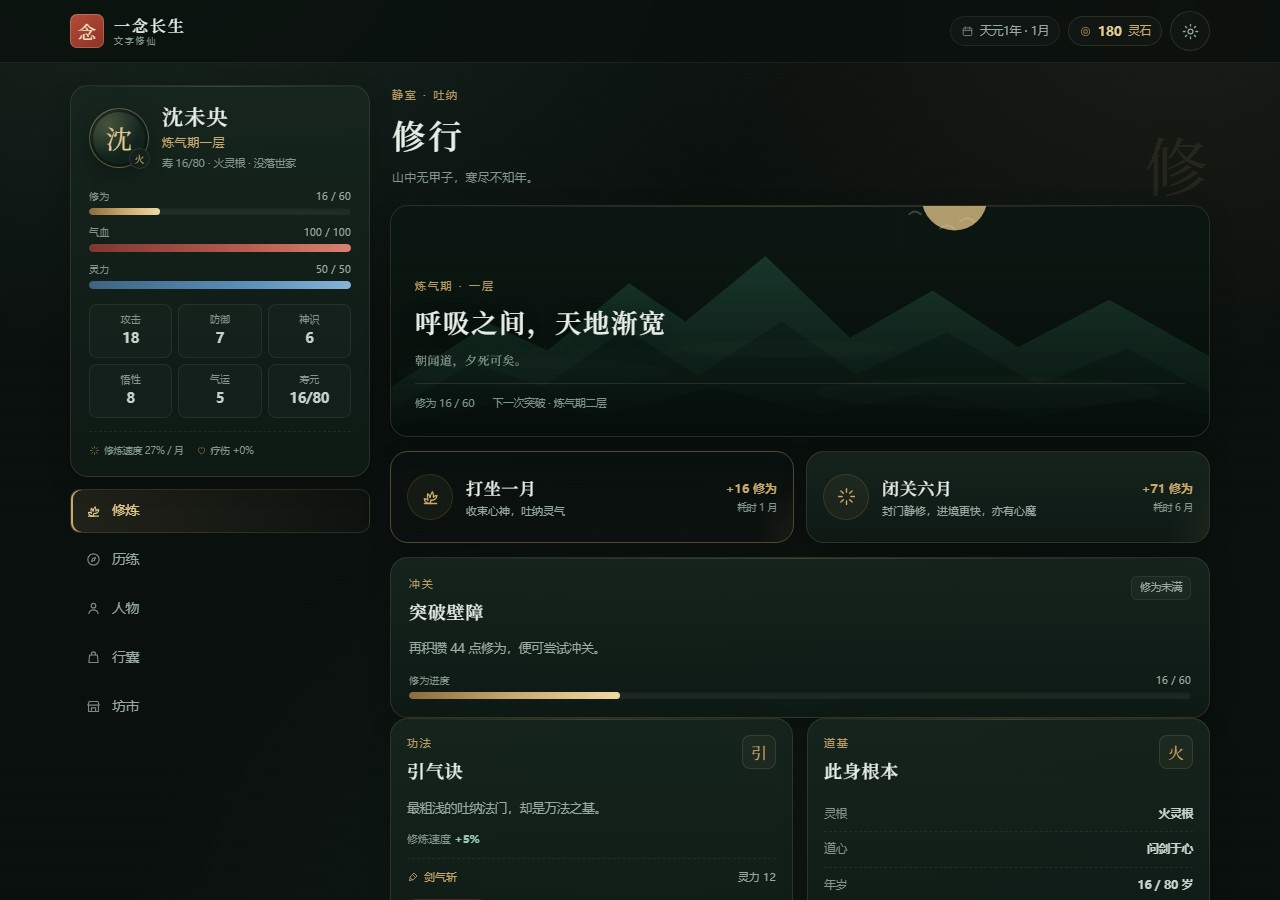 念
一念长生
文字修仙
天元1年 · 1月
180 灵石
沈
火
沈未央
炼气期一层
寿 16/80 · 火灵根 · 没落世家
修为 16 / 60
气血 100 / 100
灵力 50 / 50
攻击 防御 神识
18 7 6
悟性 气运 寿元
8 5 16/80
修炼速度 27% / 月 疗伤 +0%
修炼
历练
人物
行囊
坊市
静室 · 吐纳
修行
山中无甲子，寒尽不知年。
修
炼气期 · 一层
呼吸之间，天地渐宽
朝闻道，夕死可矣。
修为 16 / 60 下一次突破 · 炼气期二层
打坐一月
收束心神，吐纳灵气
+16 修为
耗时 1 月
闭关六月
封门静修，进境更快，亦有心魔
+71 修为
耗时 6 月
冲关
突破壁障
修为未满
再积攒 44 点修为，便可尝试冲关。
修为进度 16 / 60
功法
引气诀
引
最粗浅的吐纳法门，却是万法之基。
修炼速度 +5%
剑气斩 灵力 12
道基
此身根本
火
灵根 火灵根
道心 问剑于心
年岁 16 / 80 岁